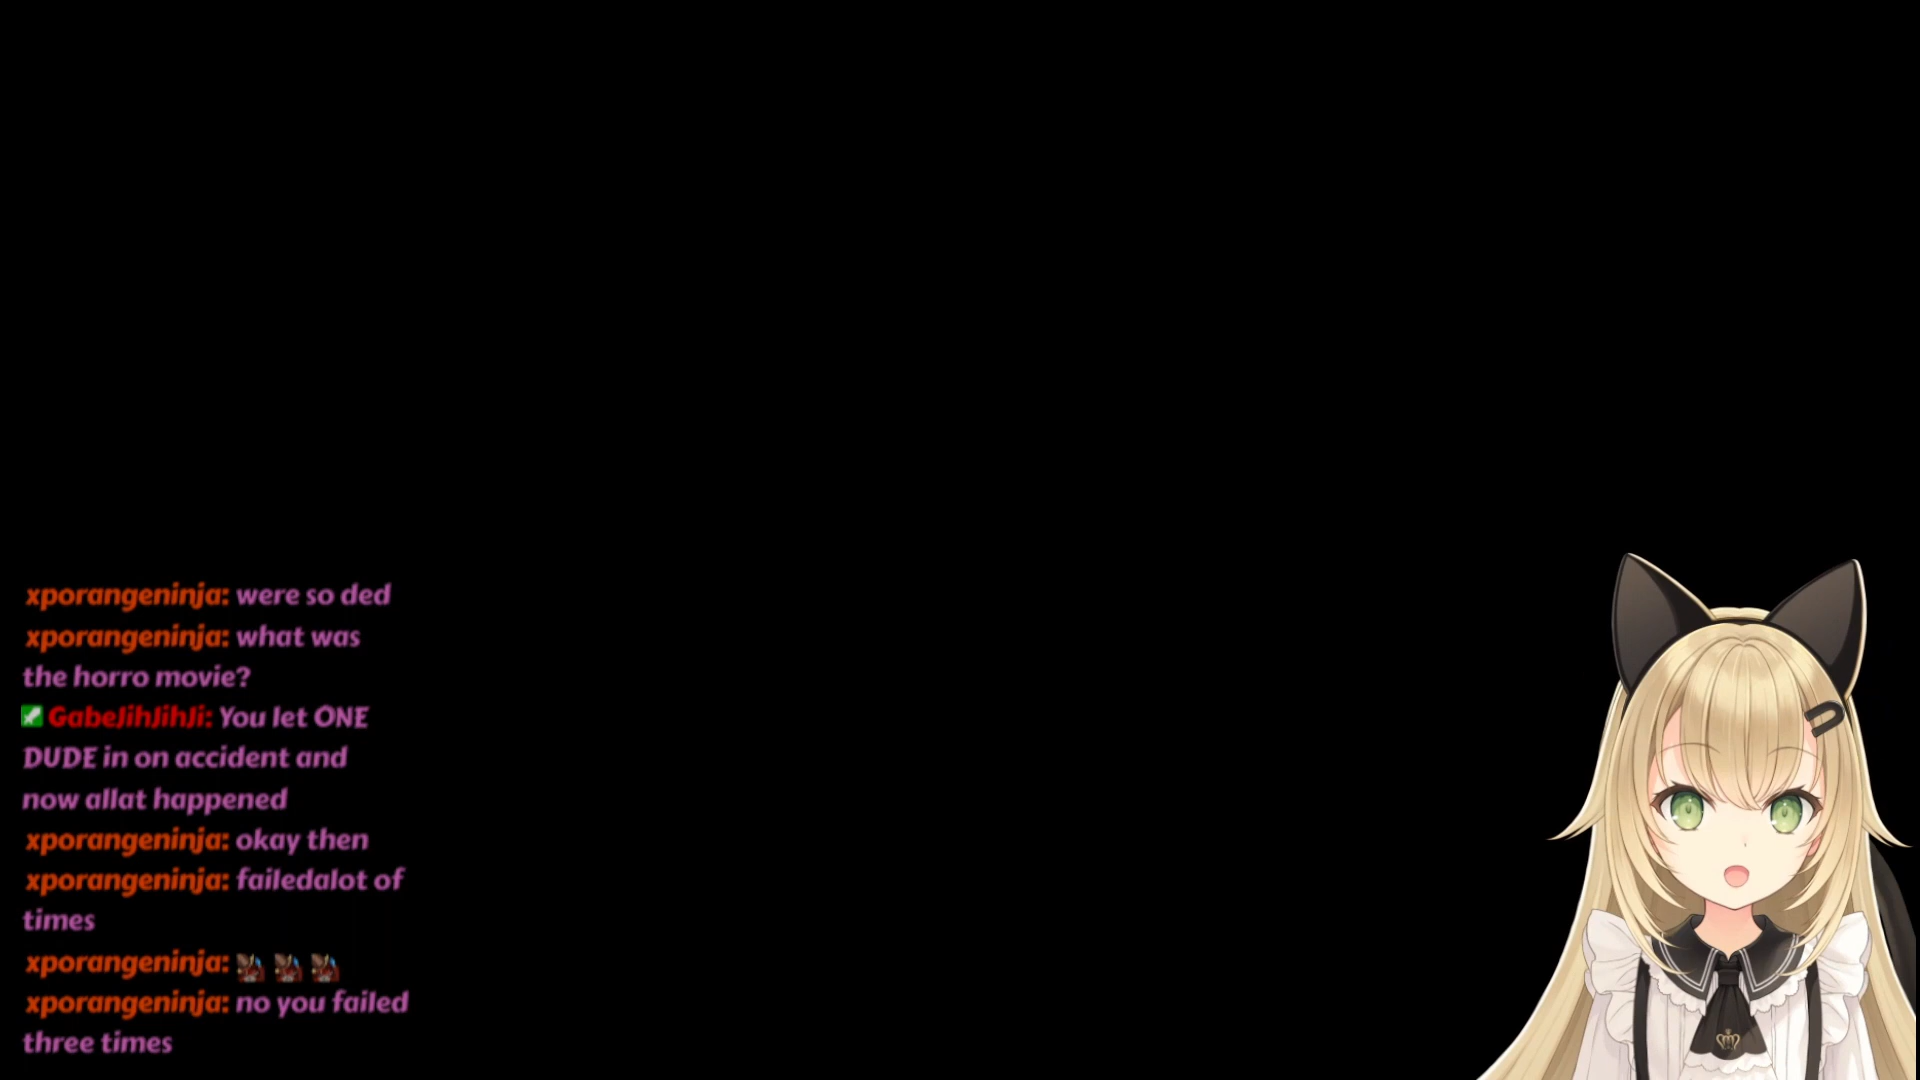 xporangeninja: were so ded
xporangeninja: what was
the horro movie?
GabeJihJihJi: You let ONE
DUDE in on accident and
now allat happened
xporangeninja: okay then
xporangeninja: failedalot of
times
xporangeninja:
xporangeninja: no you failed
three times